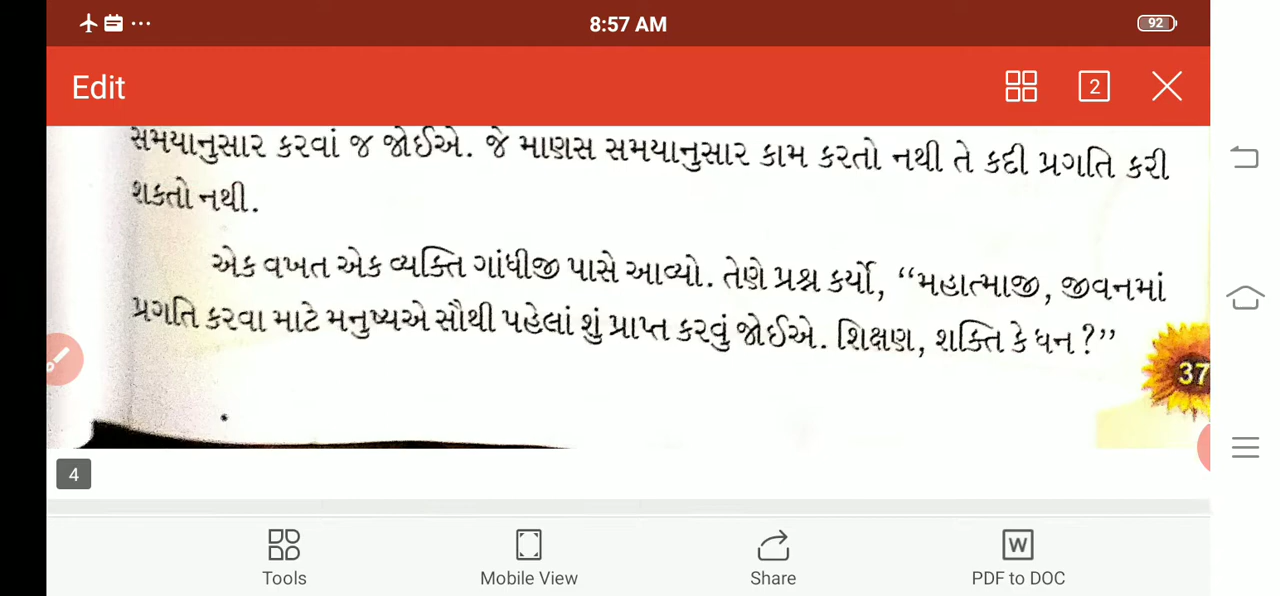 8:57 AM
92
Edit
2
સમયાનુસાર કરવાં જ જોઈએ. જે માણસ સમયાનુસાર કામ કરતો નથી તે કદી પ્રગતિ કરી
શકતો નથી.
એક વખત એક વ્યક્તિ ગાંધીજી પાસે આવ્યો. તેણે પ્રશ્ન કર્યો, “મહાત્માજી, જીવનમાં
પ્રગતિ કરવા માટે મનુષ્યએ સૌથી પહેલાં શું પ્રાપ્ત કરવું જોઈએ. શિક્ષણ, શક્તિ કે ધન ?”
37
4
Tools
Mobile View
Share
W
PDF to DOC